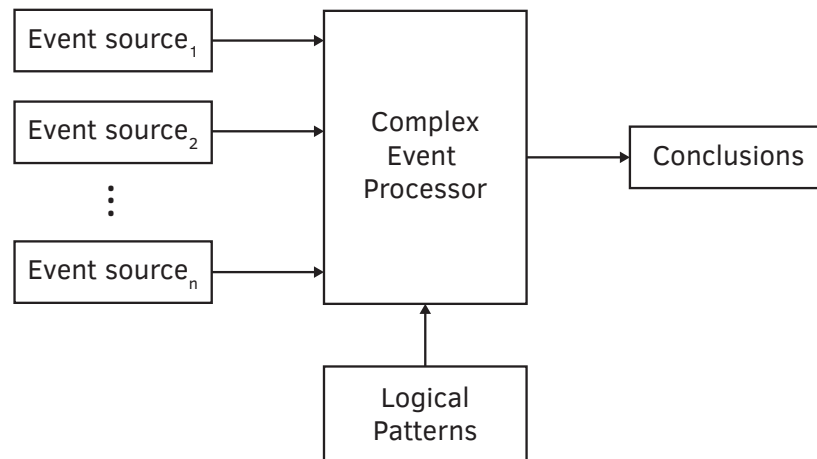 Event source1
Event source2
⋮
Event sourcen
Complex
Event
Processor
Conclusions
Logical
Patterns